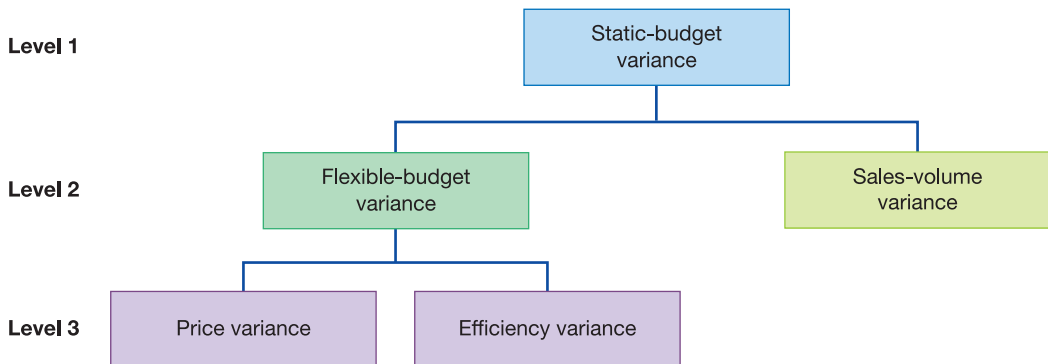 Level 1
Static-budget
variance
Level 2
Flexible-budget
variance
Sales-volume
variance
Level 3
Price variance
Efficiency variance